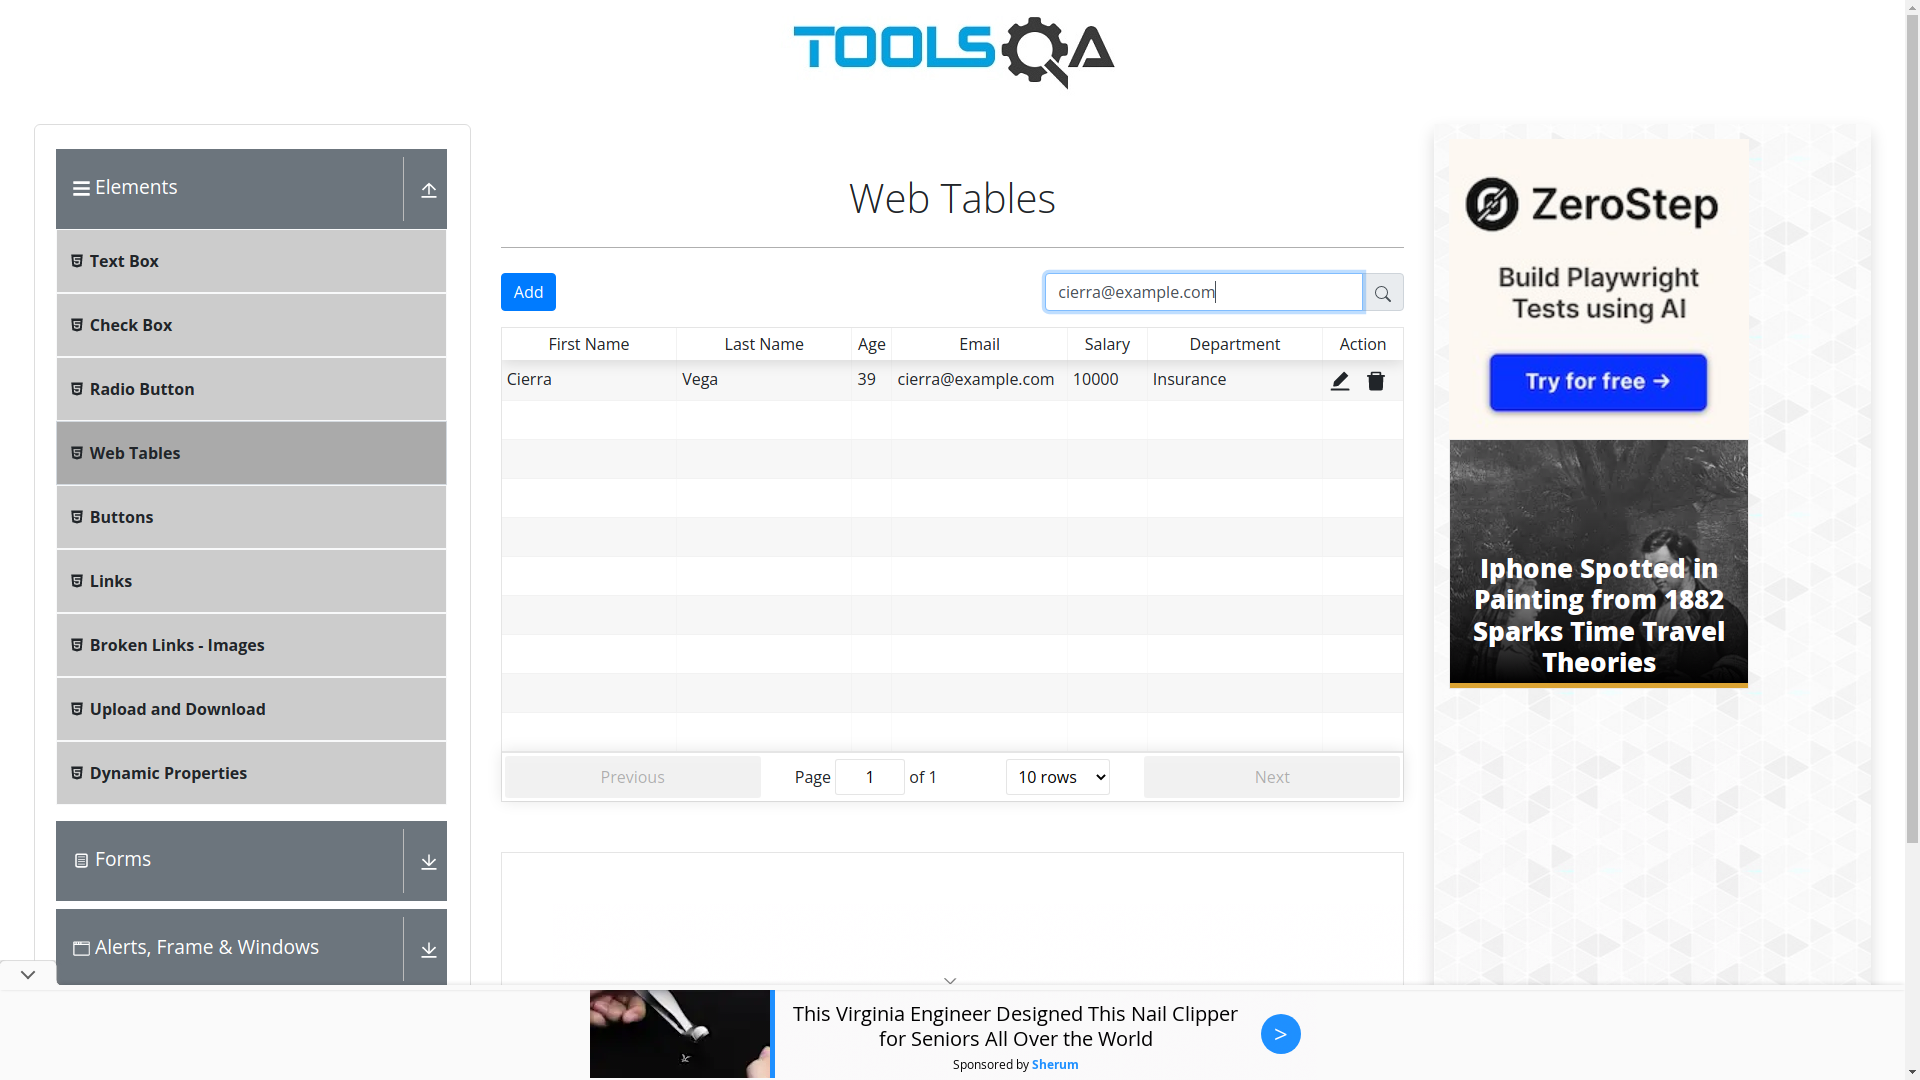 TOOLSQA
Elements
Text Box
Check Box
Radio Button
Web Tables
Buttons
Links
Broken Links - Images
Upload and Download
Dynamic Properties
Forms
Alerts, Frame & Windows
Web Tables
Add
cierra@example.com
First Name Last Name Age Email Salary Department Action
Cierra Vega 39 cierra@example.com 10000 Insurance
Previous Page 1 of 1 10 rows Next
ZeroStep
Build Playwright
Tests using AI
Try for free →
Iphone Spotted in
Painting from 1882
Sparks Time Travel
Theories
This Virginia Engineer Designed This Nail Clipper
for Seniors All Over the World
Sponsored by Sherum
>